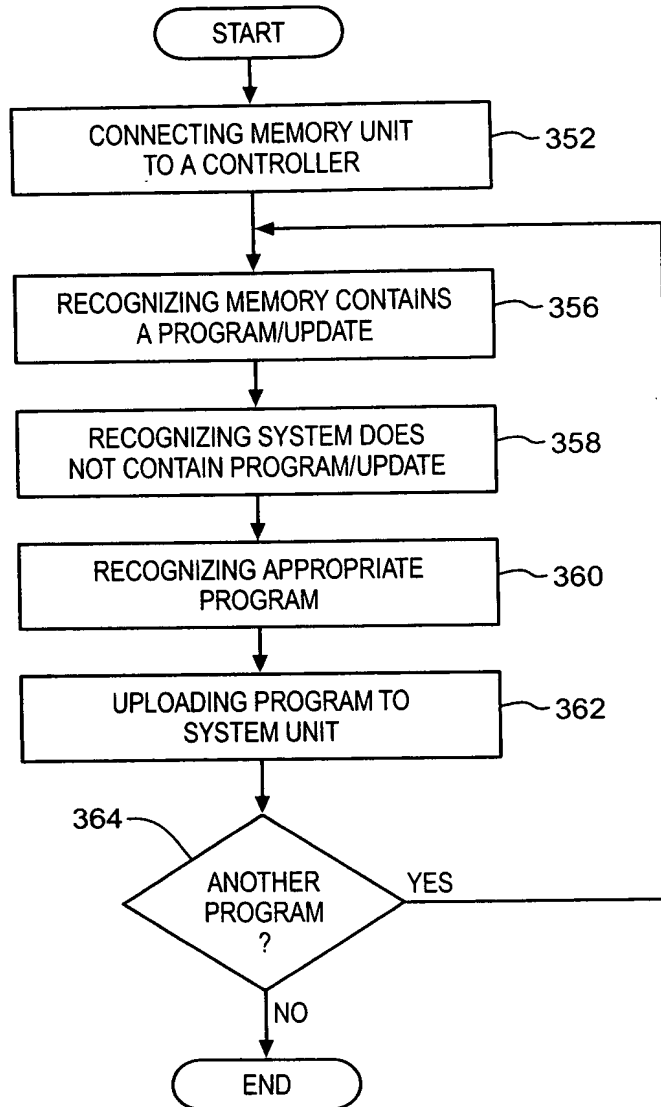 START
CONNECTING MEMORY UNIT
TO A CONTROLLER
352
RECOGNIZING MEMORY CONTAINS
A PROGRAM/UPDATE
356
RECOGNIZING SYSTEM DOES
NOT CONTAIN PROGRAM/UPDATE
358
RECOGNIZING APPROPRIATE
PROGRAM
360
UPLOADING PROGRAM TO
SYSTEM UNIT
362
364
ANOTHER
PROGRAM
?
YES
NO
END